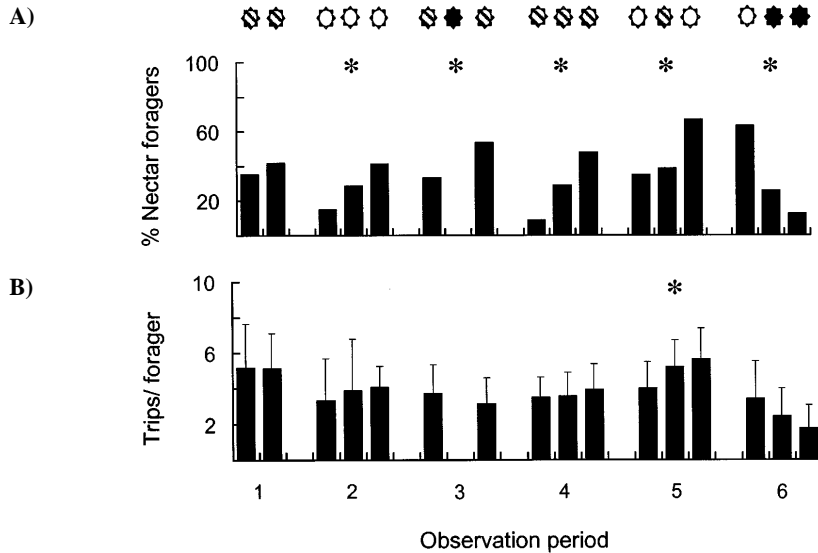 A)
* * * * *
100
60
20
% Nectar foragers
B)
*
10
6
2
Trips/ forager
1 2 3 4 5 6
Observation period